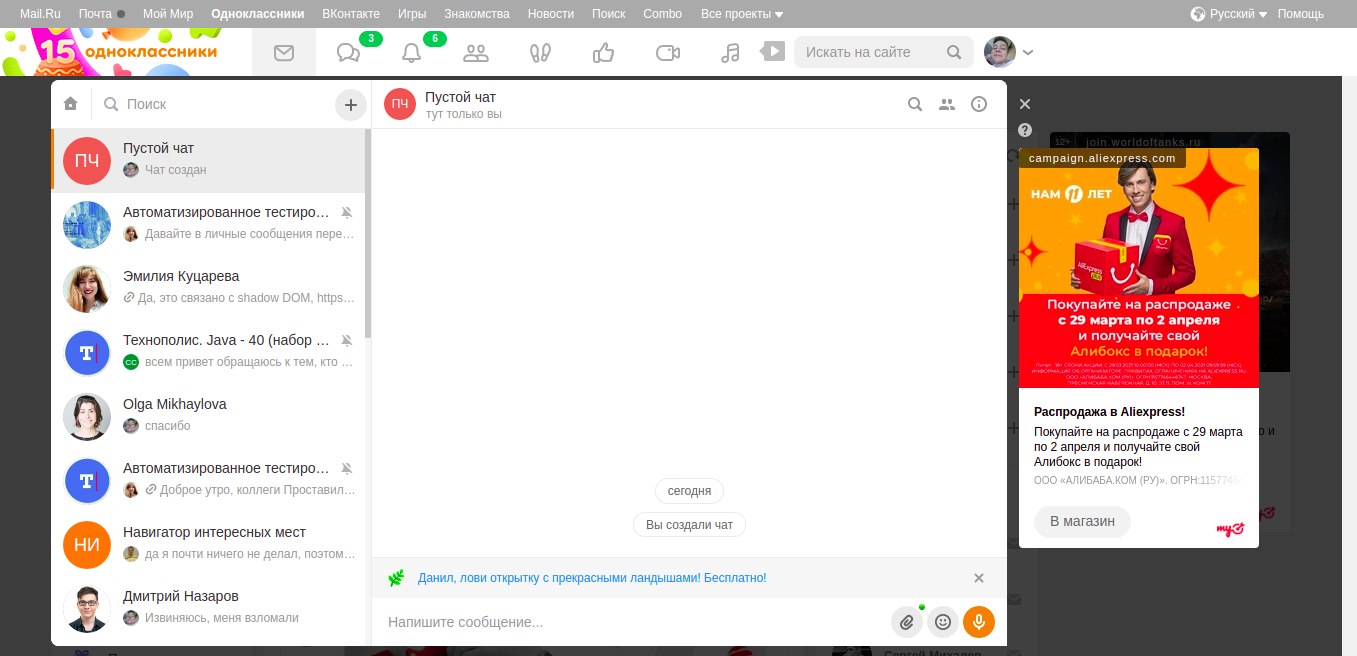 Mail.Ru Почта Мой Мир Одноклассники ВКонтакте Игры Знакомства Новости Поиск Combo Все проекты Русский Помощь
15 одноклассники 3 6 Искать на сайте
Поиск
Пустой чат
Чат создан
Автоматизированное тестиро...
Давайте в личные сообщения пере...
Эмилия Куцарева
Да, это связано с shadow DOM, https...
Технополис. Java - 40 (набор ...
СС всем привет обращаюсь к тем, кто ...
Olga Mikhaylova
спасибо
Автоматизированное тестиро...
Доброе утро, коллеги Проставил...
Навигатор интересных мест
да я почти ничего не делал, поэтом...
Дмитрий Назаров
Извиняюсь, меня взломали
ПЧ
Т
Т
НИ
ПЧ
Пустой чат
тут только вы
сегодня
Вы создали чат
Данил, лови открытку с прекрасными ландышами! Бесплатно!
Напишите сообщение...
12+ join.worldoftanks.ru
campaign.aliexpress.com
НАМ 11 ЛЕТ
AliExpress
Покупайте на распродаже
с 29 марта по 2 апреля
и получайте свой
Алибокс в подарок!
Распродажа в Aliexpress!
Покупайте на распродаже с 29 марта
по 2 апреля и получайте свой
Алибокс в подарок!
ООО «АЛИБАБА.КОМ (РУ)». ОГРН:1157746
В магазин
о и
Сергей Михалев